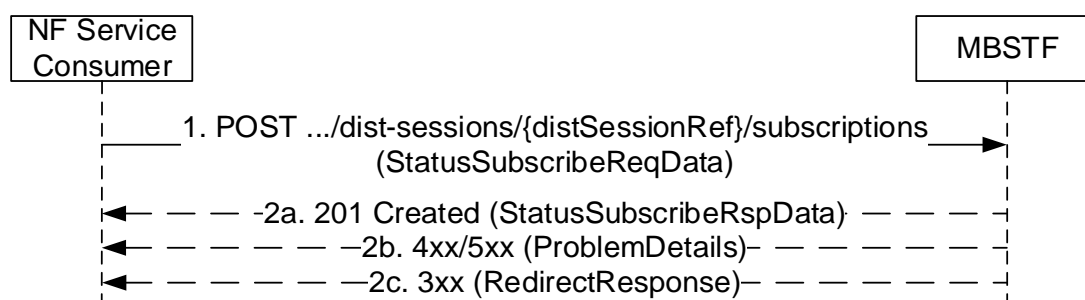 NF Service
Consumer
MBSTF
1. POST .../dist-sessions/{distSessionRef}/subscriptions
(StatusSubscribeReqData)
2a. 201 Created (StatusSubscribeRspData)
2b. 4xx/5xx (ProblemDetails)
2c. 3xx (RedirectResponse)